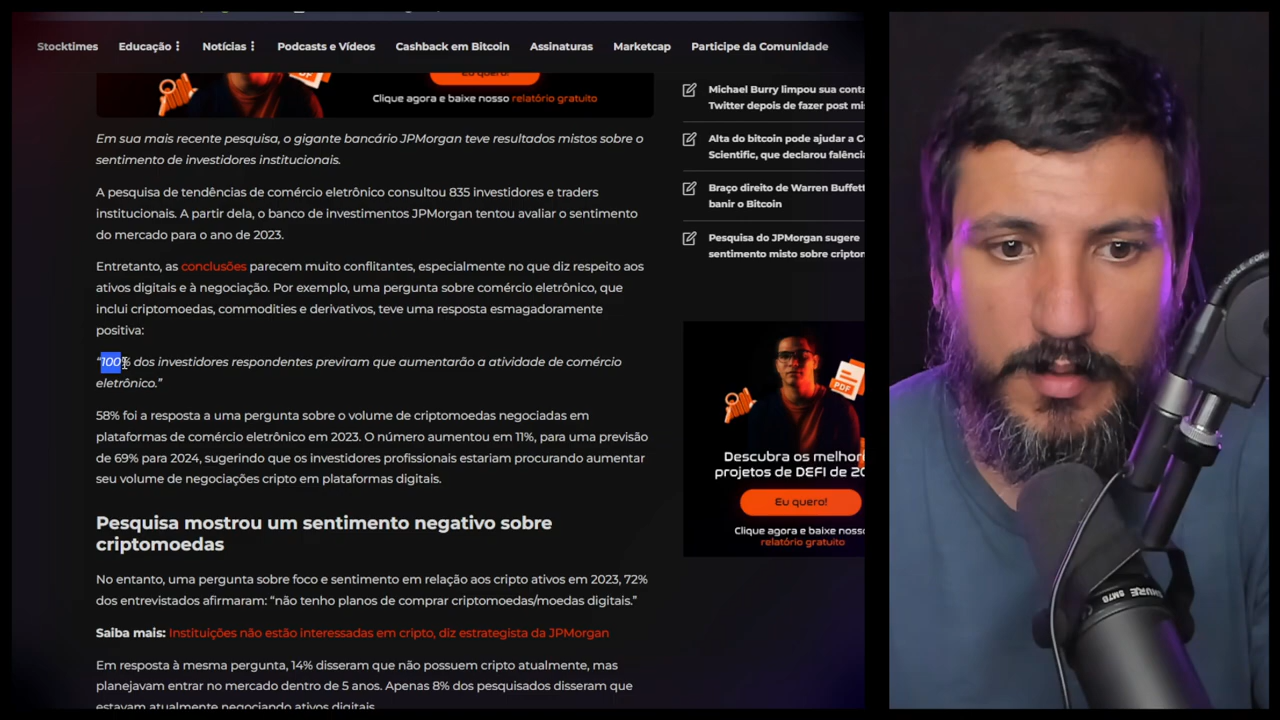 Stocktimes Educação Notícias Podcasts e Vídeos Cashback em Bitcoin Assinaturas Marketcap Participe da Comunidade
Eu quero!
Clique agora e baixe nosso relatório gratuito
Em sua mais recente pesquisa, o gigante bancário JPMorgan teve resultados mistos sobre o
sentimento de investidores institucionais.
A pesquisa de tendências de comércio eletrônico consultou 835 investidores e traders
institucionais. A partir dela, o banco de investimentos JPMorgan tentou avaliar o sentimento
do mercado para o ano de 2023.
Entretanto, as conclusões parecem muito conflitantes, especialmente no que diz respeito aos
ativos digitais e à negociação. Por exemplo, uma pergunta sobre comércio eletrônico, que
inclui criptomoedas, commodities e derivativos, teve uma resposta esmagadoramente
positiva:
“100% dos investidores respondentes previram que aumentarão a atividade de comércio
eletrônico.”
58% foi a resposta a uma pergunta sobre o volume de criptomoedas negociadas em
plataformas de comércio eletrônico em 2023. O número aumentou em 11%, para uma previsão
de 69% para 2024, sugerindo que os investidores profissionais estariam procurando aumentar
seu volume de negociações cripto em plataformas digitais.
Pesquisa mostrou um sentimento negativo sobre
criptomoedas
No entanto, uma pergunta sobre foco e sentimento em relação aos cripto ativos em 2023, 72%
dos entrevistados afirmaram: “não tenho planos de comprar criptomoedas/moedas digitais.”
Saiba mais: Instituições não estão interessadas em cripto, diz estrategista da JPMorgan
Em resposta à mesma pergunta, 14% disseram que não possuem cripto atualmente, mas
planejavam entrar no mercado dentro de 5 anos. Apenas 8% dos pesquisados disseram que
estavam atualmente negociando ativos digitais.
Michael Burry limpou sua conta
Twitter depois de fazer post mis
Alta do bitcoin pode ajudar a C
Scientific, que declarou falência
Braço direito de Warren Buffett
banir o Bitcoin
Pesquisa do JPMorgan sugere
sentimento misto sobre cripton
PDF
Descubra os melhor
projetos de DEFI de 20
Eu quero!
Clique agora e baixe nosso
relatório gratuito
SHURE SM7B